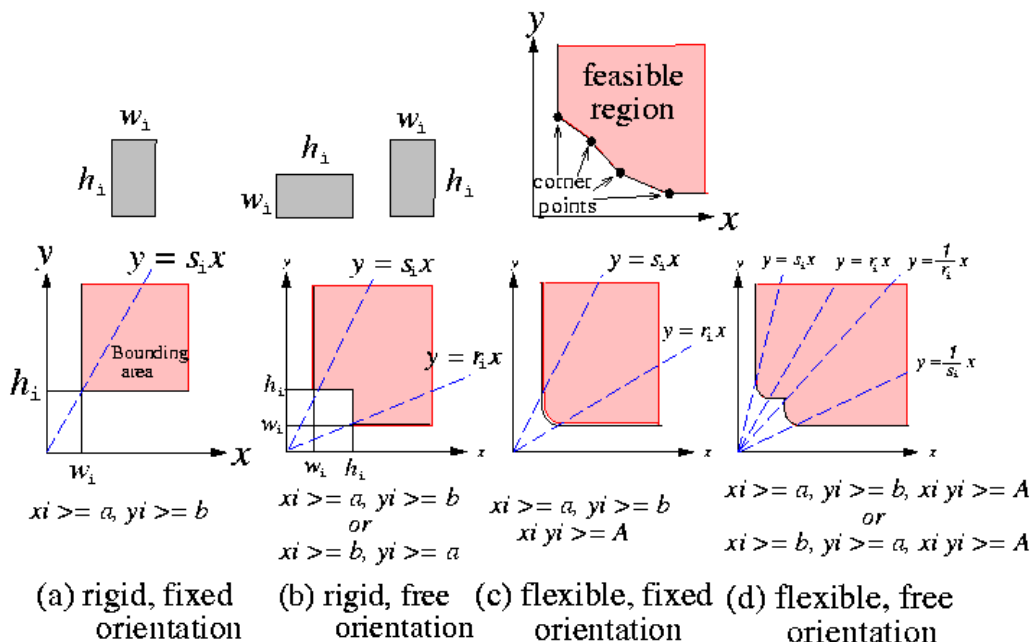 y
feasible
region
corner
points
x
w_i
h_i
h_i
w_i
w_i
h_i
y
y = s_i x
Bounding
area
h_i
w_i
x
y
y = s_i x
y = r_i x
h_i
w_i
w_i
h_i
x
y
y = s_i x
y = r_i x
x
y
y = s_i x
y = r_i x
y = 1/r_i x
y = 1/s_i x
x
xi >= a, yi >= b
xi >= a, yi >= b
or
xi >= b, yi >= a
xi >= a, yi >= b
xi yi >= A
xi >= a, yi >= b, xi yi >= A
or
xi >= b, yi >= a, xi yi >= A
(a) rigid, fixed
orientation
(b) rigid, free
orientation
(c) flexible, fixed
orientation
(d) flexible, free
orientation